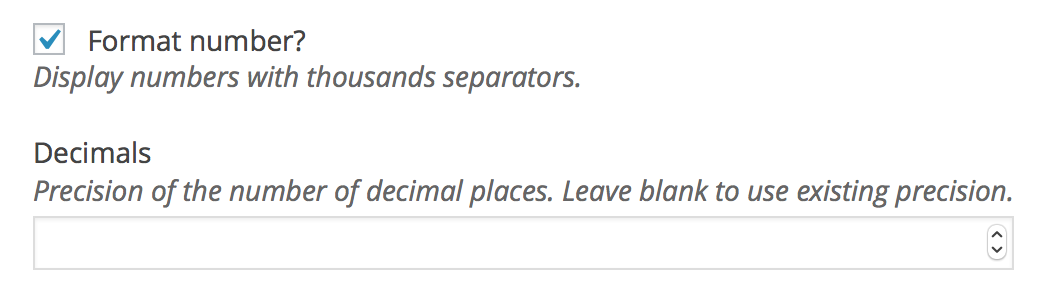 Format number?
Display numbers with thousands separators.
Decimals
Precision of the number of decimal places. Leave blank to use existing precision.